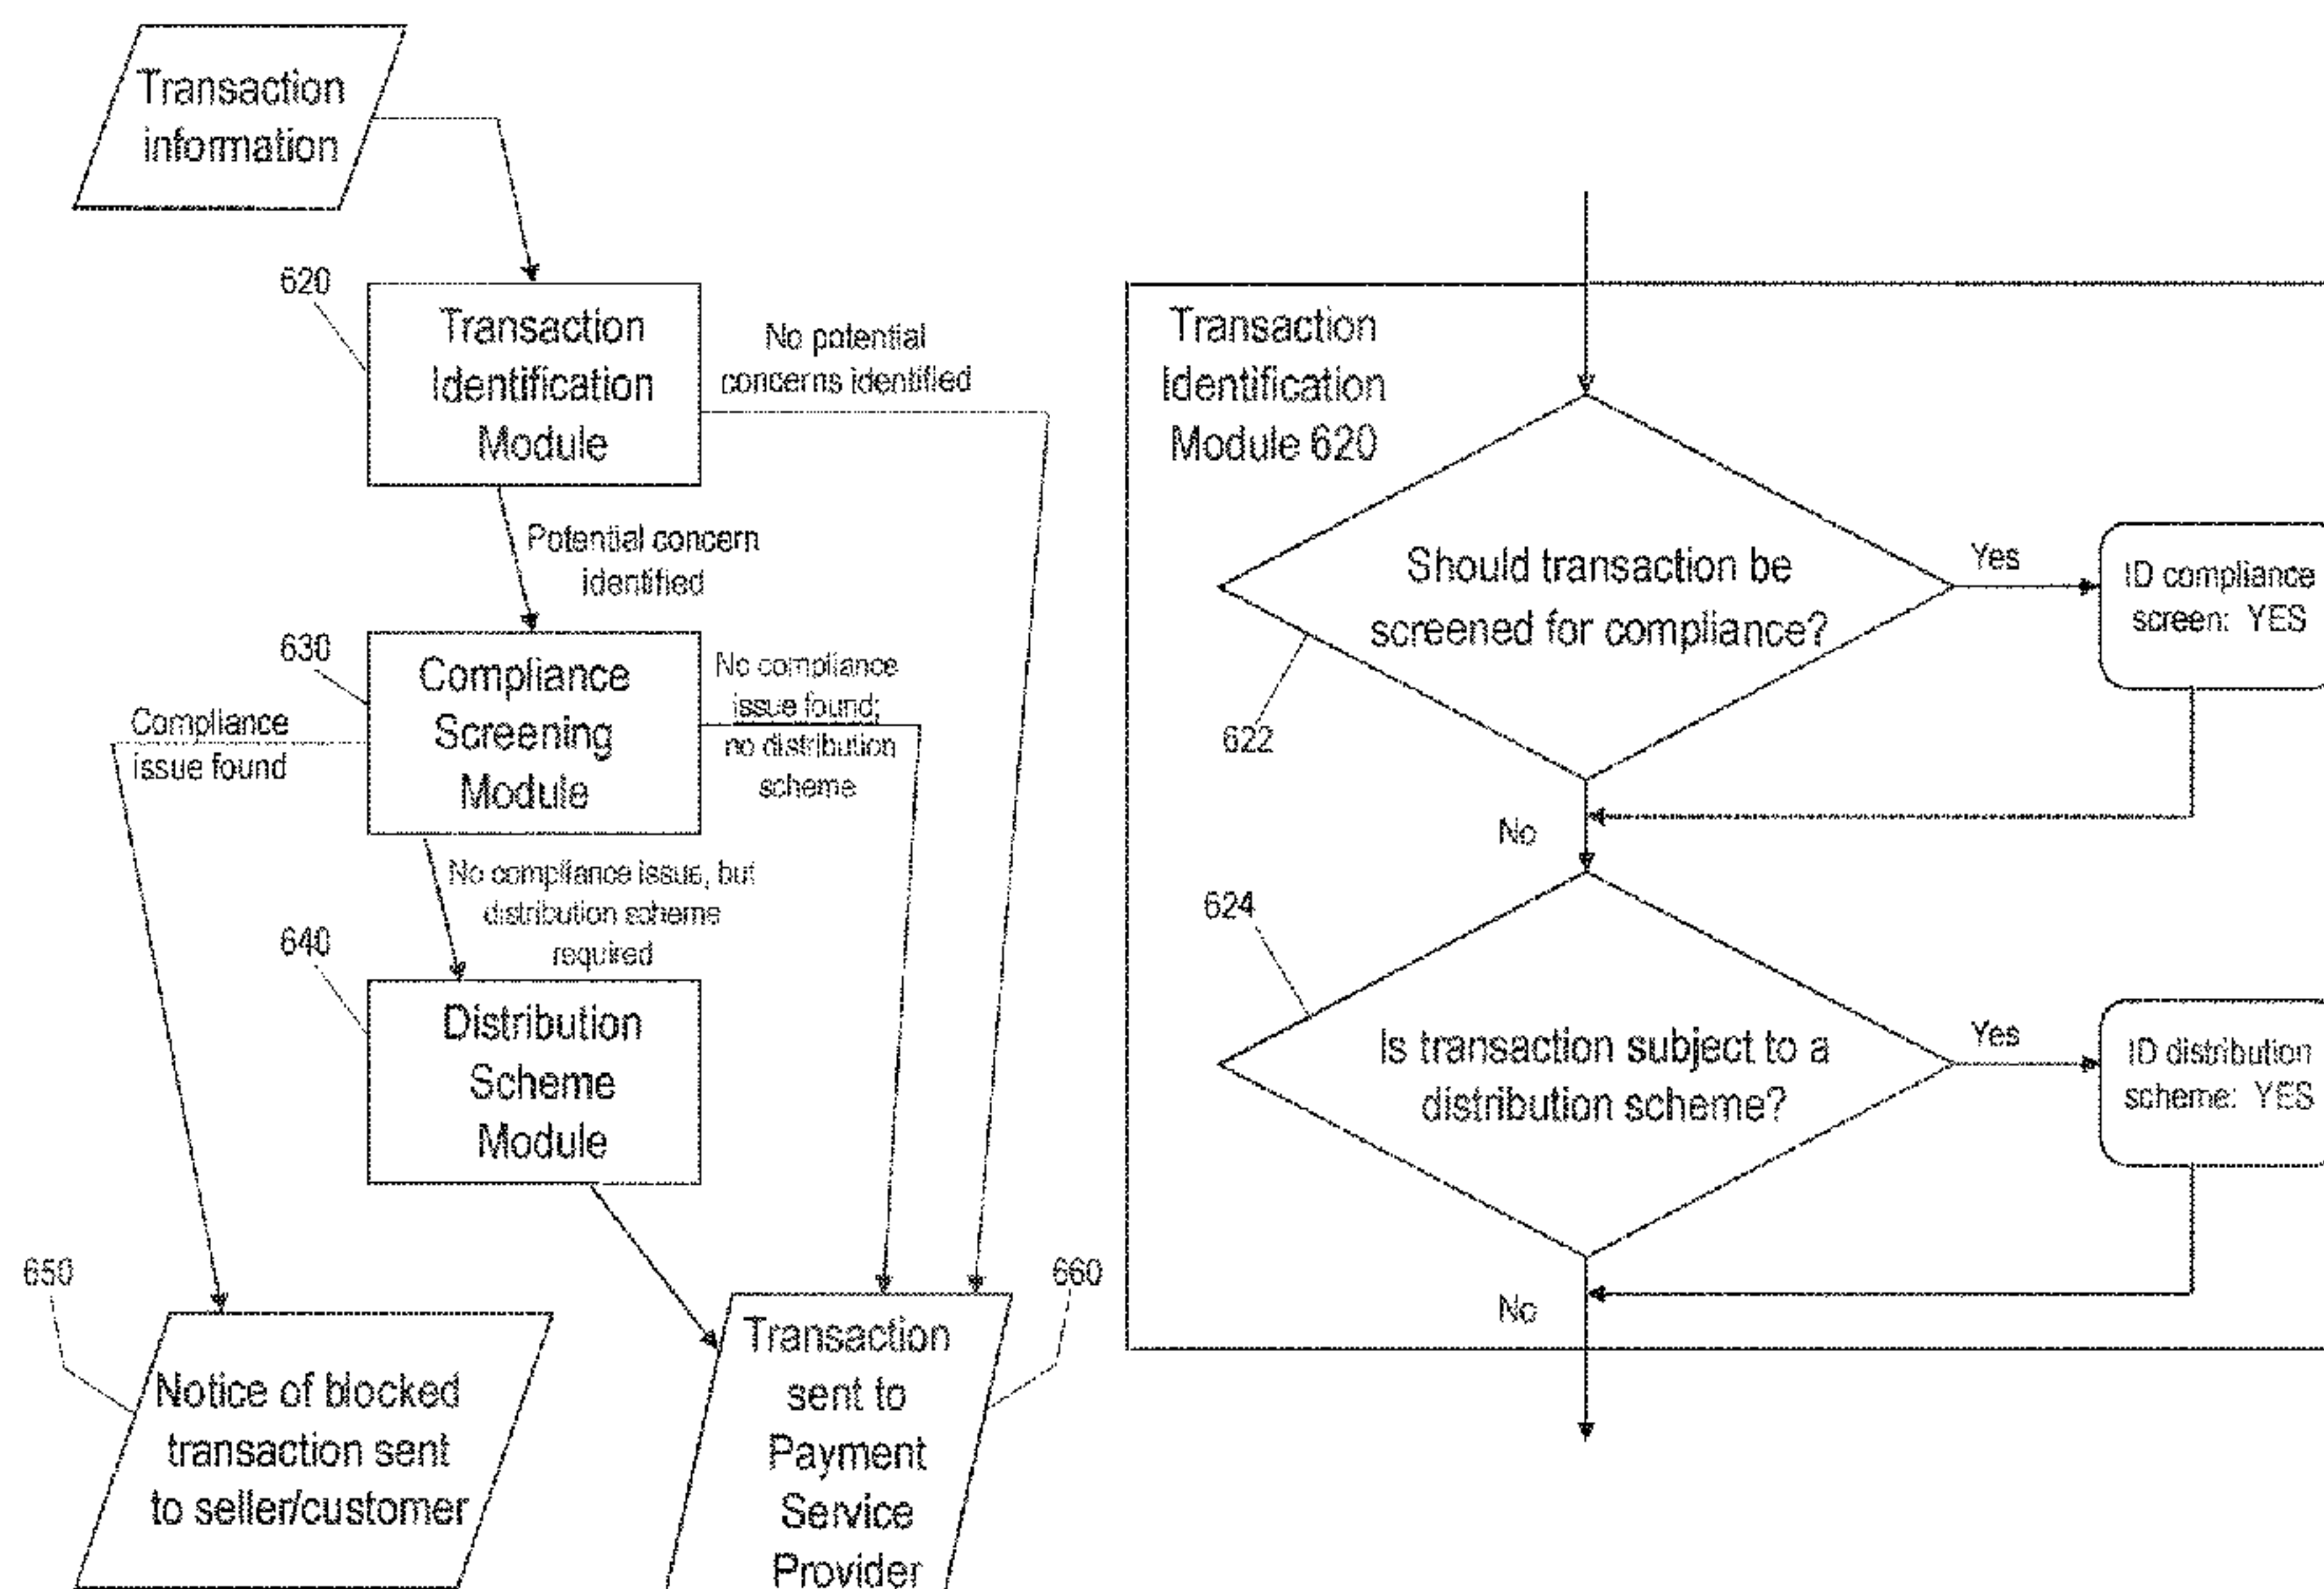 Transaction
information
620
Transaction
Identification
Module
No potential
concerns identified
Potential concern
identified
630
Compliance
Screening
Module
No compliance
issue found;
no distribution
scheme
Compliance
issue found
No compliance issue, but
distribution scheme
required
640
Distribution
Scheme
Module
650
Notice of blocked
transaction sent
to seller/customer
660
Transaction
sent to
Payment
Service
Provider
Transaction
Identification
Module 620
Should transaction be
screened for compliance?
622
Yes
ID compliance
screen: YES
No
624
Is transaction subject to a
distribution scheme?
Yes
ID distribution
scheme: YES
No